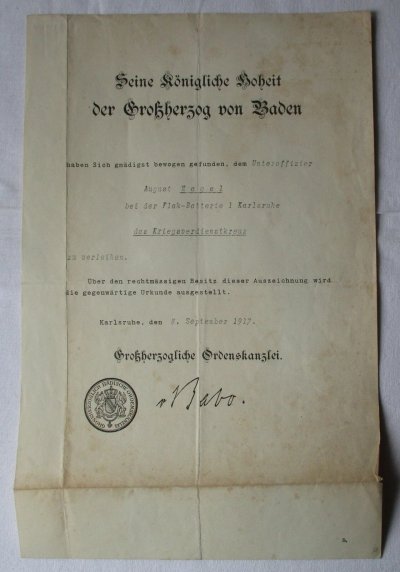 Seine Königliche Hoheit
der Großherzog von Baden
haben Sich gnädigst bewogen gefunden, dem Unteroffizier
August
bei der Flak-Batterie 1 Karlsruhe
das Kriegsverdienstkreuz
zu verleihen.
Über den rechtmässigen Besitz dieser Auszeichnung wird
die gegenwärtige Urkunde ausgestellt.
Karlsruhe, den 8. September 1917.
Großherzogliche Ordenskanzlei.
v Babo.